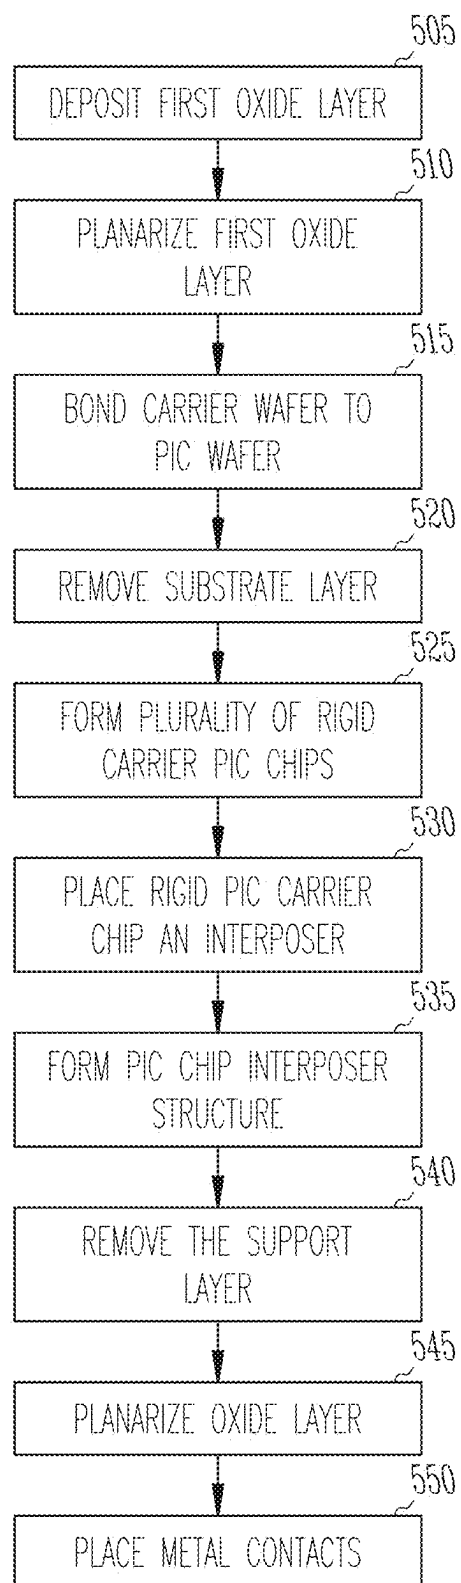 505
DEPOSIT FIRST OXIDE LAYER
510
PLANARIZE FIRST OXIDE
LAYER
515
BOND CARRIER WAFER TO
PIC WAFER
520
REMOVE SUBSTRATE LAYER
525
FORM PLURALITY OF RIGID
CARRIER PIC CHIPS
530
PLACE RIGID PIC CARRIER
CHIP AN INTERPOSER
535
FORM PIC CHIP INTERPOSER
STRUCTURE
540
REMOVE THE SUPPORT
LAYER
545
PLANARIZE OXIDE LAYER
550
PLACE METAL CONTACTS